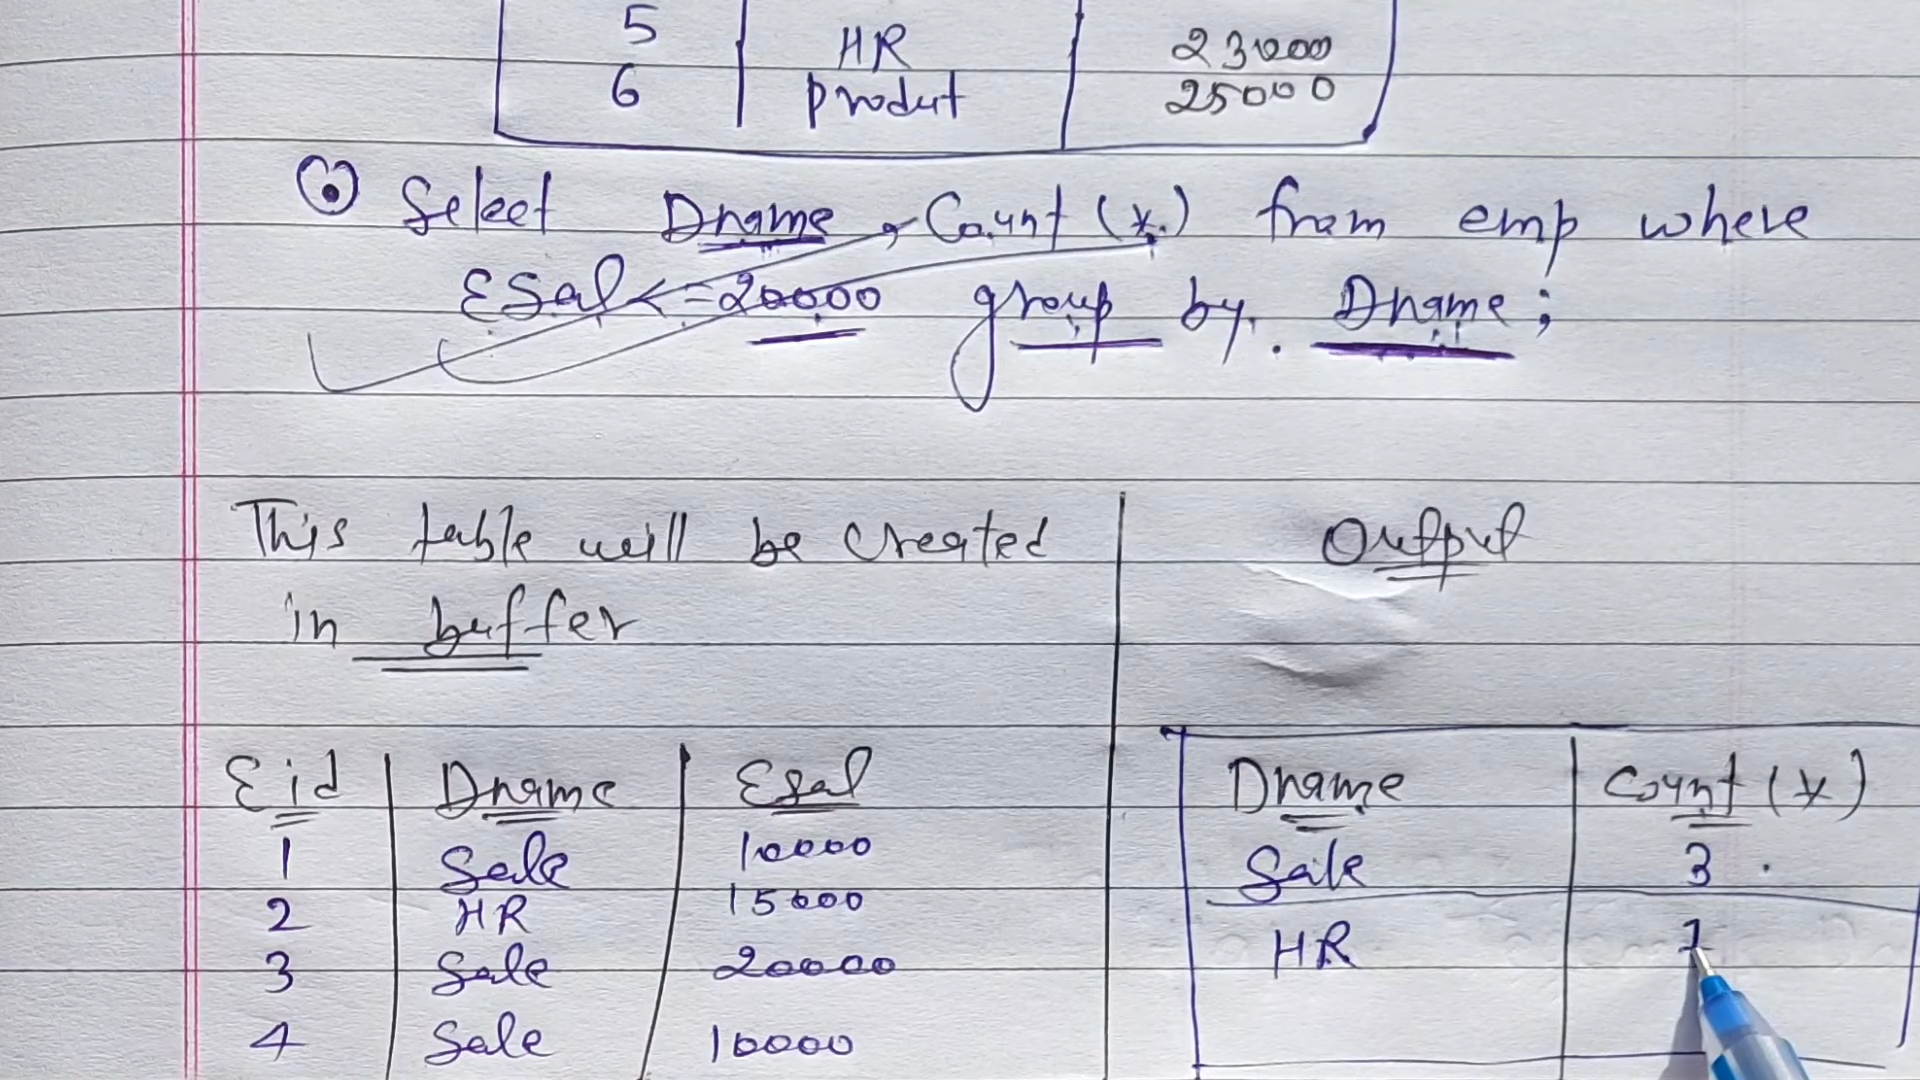 5 HR 23000
6 Produt 25000
Select Dname, Count (*) from emp where
ESal <= 20000 group by. Dname;
This table will be created
in buffer
Output
Eid Dname Esal
1 Sale 10000
2 HR 15000
3 Sale 20000
4 Sale 10000
Dname Count (*)
Sale 3
HR 1